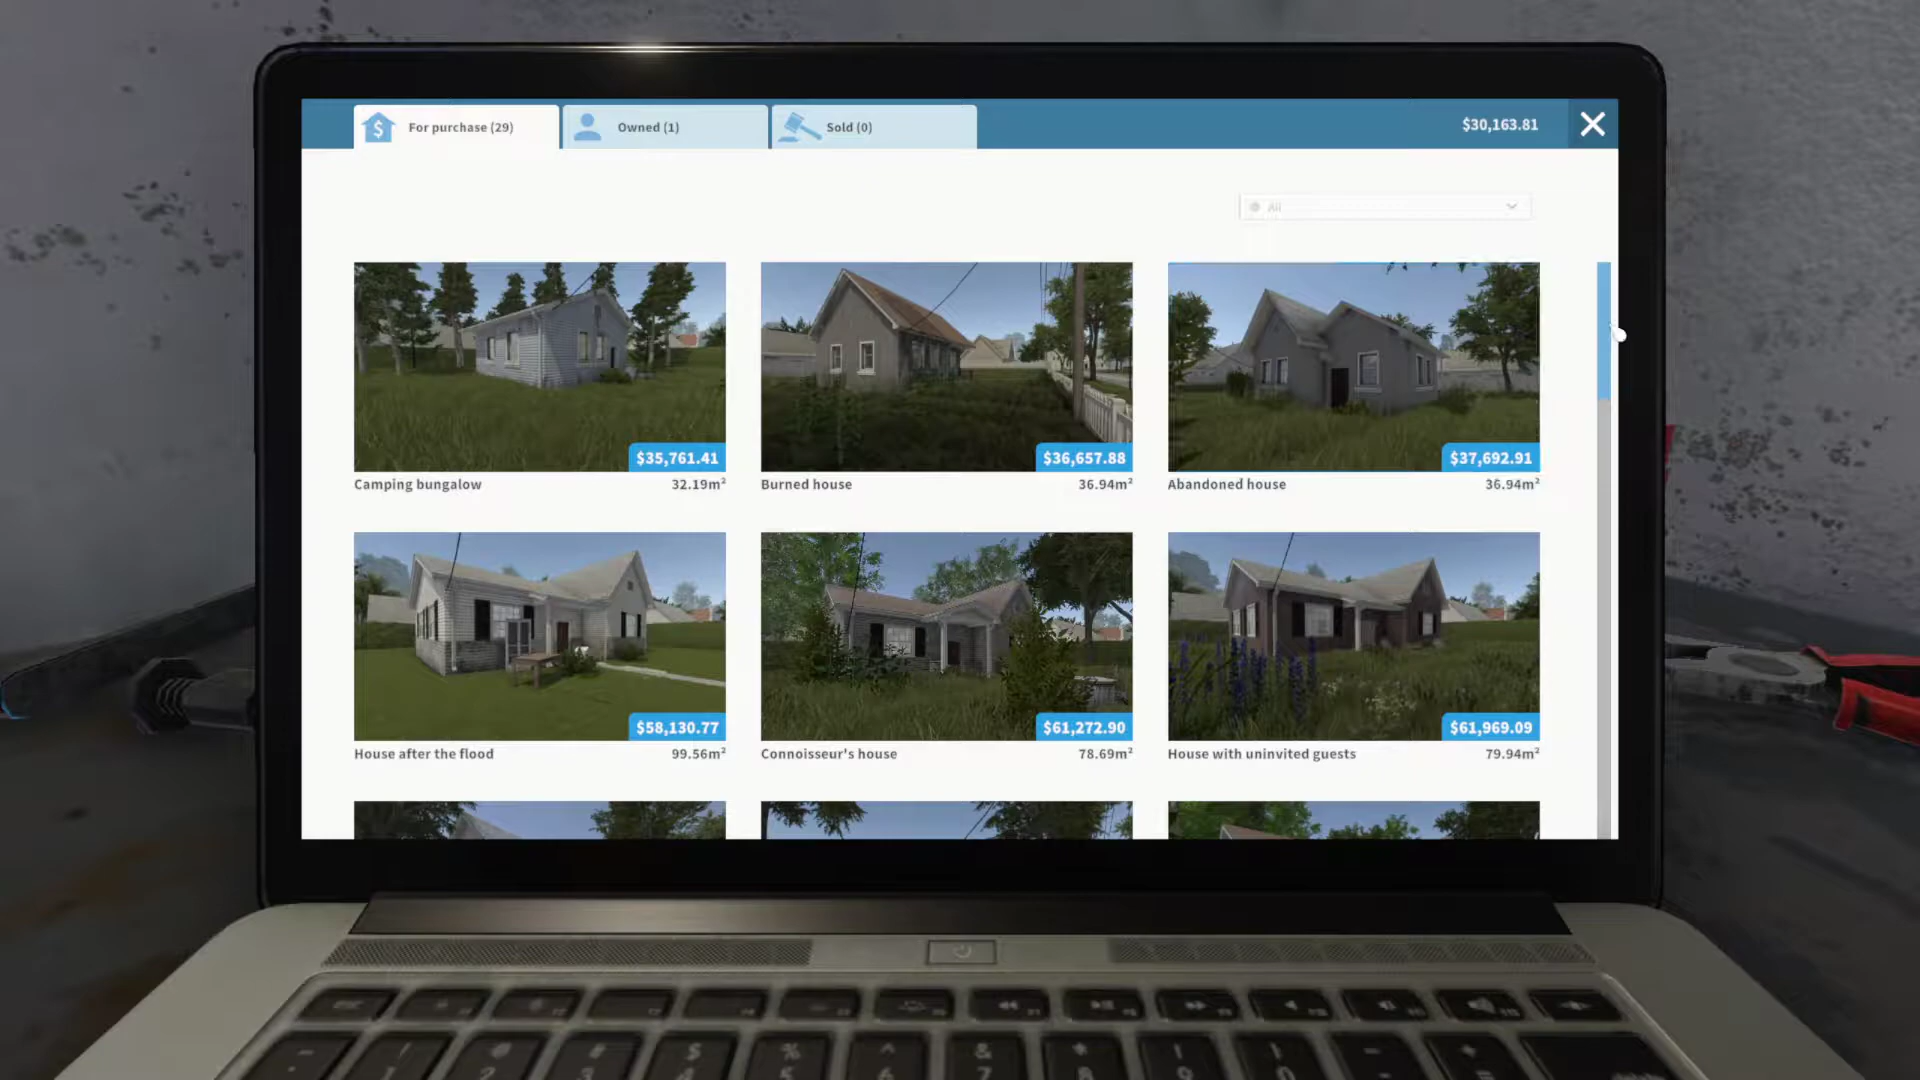 For purchase (29)
Owned (1)
Sold (0)
$30,163.81
All
$35,761.41
$36,657.88
$37,692.91
Camping bungalow
32.19m²
Burned house
36.94m²
Abandoned house
36.94m²
$58,130.77
$61,272.90
$61,969.09
House after the flood
99.56m²
Connoisseur's house
78.69m²
House with uninvited guests
79.94m²